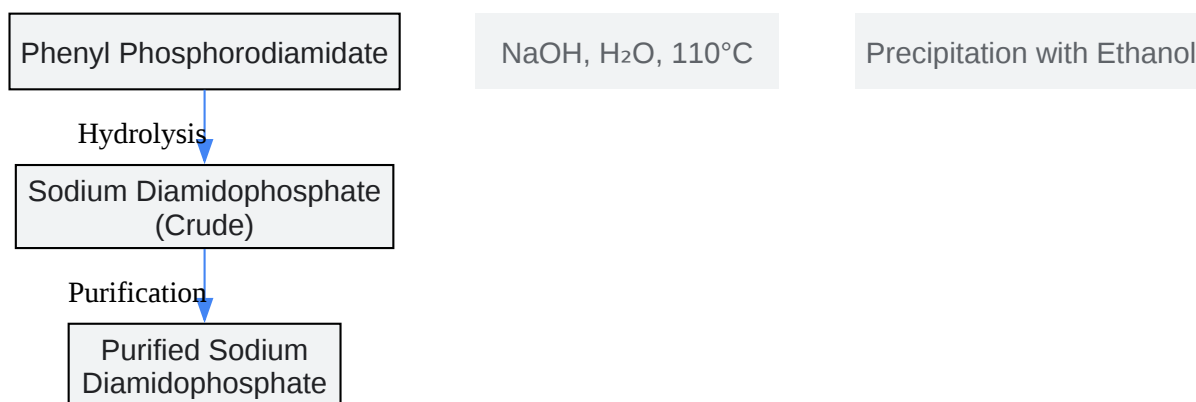 Phenyl Phosphorodiamidate
NaOH, H₂O, 110°C
Precipitation with Ethanol
Hydrolysis
Sodium Diamidophosphate
(Crude)
Purification
Purified Sodium
Diamidophosphate